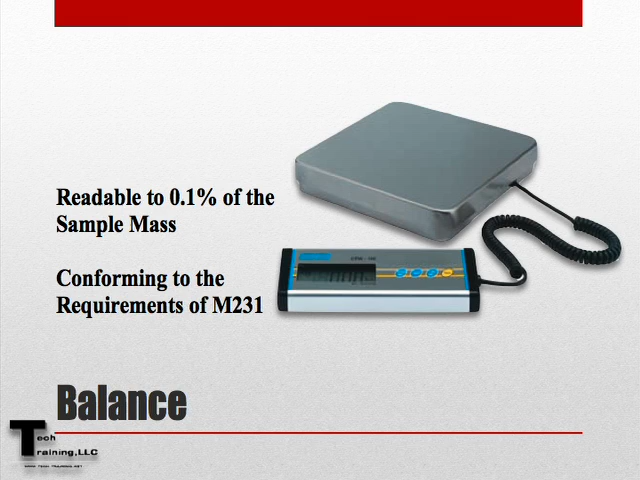 Readable to 0.1% of the
Sample Mass
Conforming to the
Requirements of M231
Balance
Tech
Training,LLC